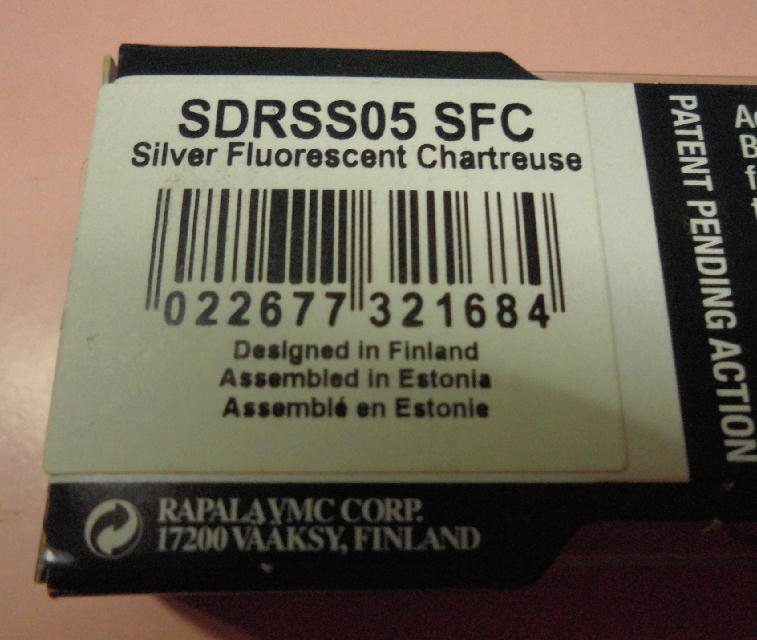 SDRSS05 SFC
Silver Fluorescent Chartreuse
022677 321684
Designed in Finland
Assembled in Estonia
Assemblé en Estonie
RAPALA VMC CORP.
17200 VÄÄKSY, FINLAND
PATENT PENDING ACTION